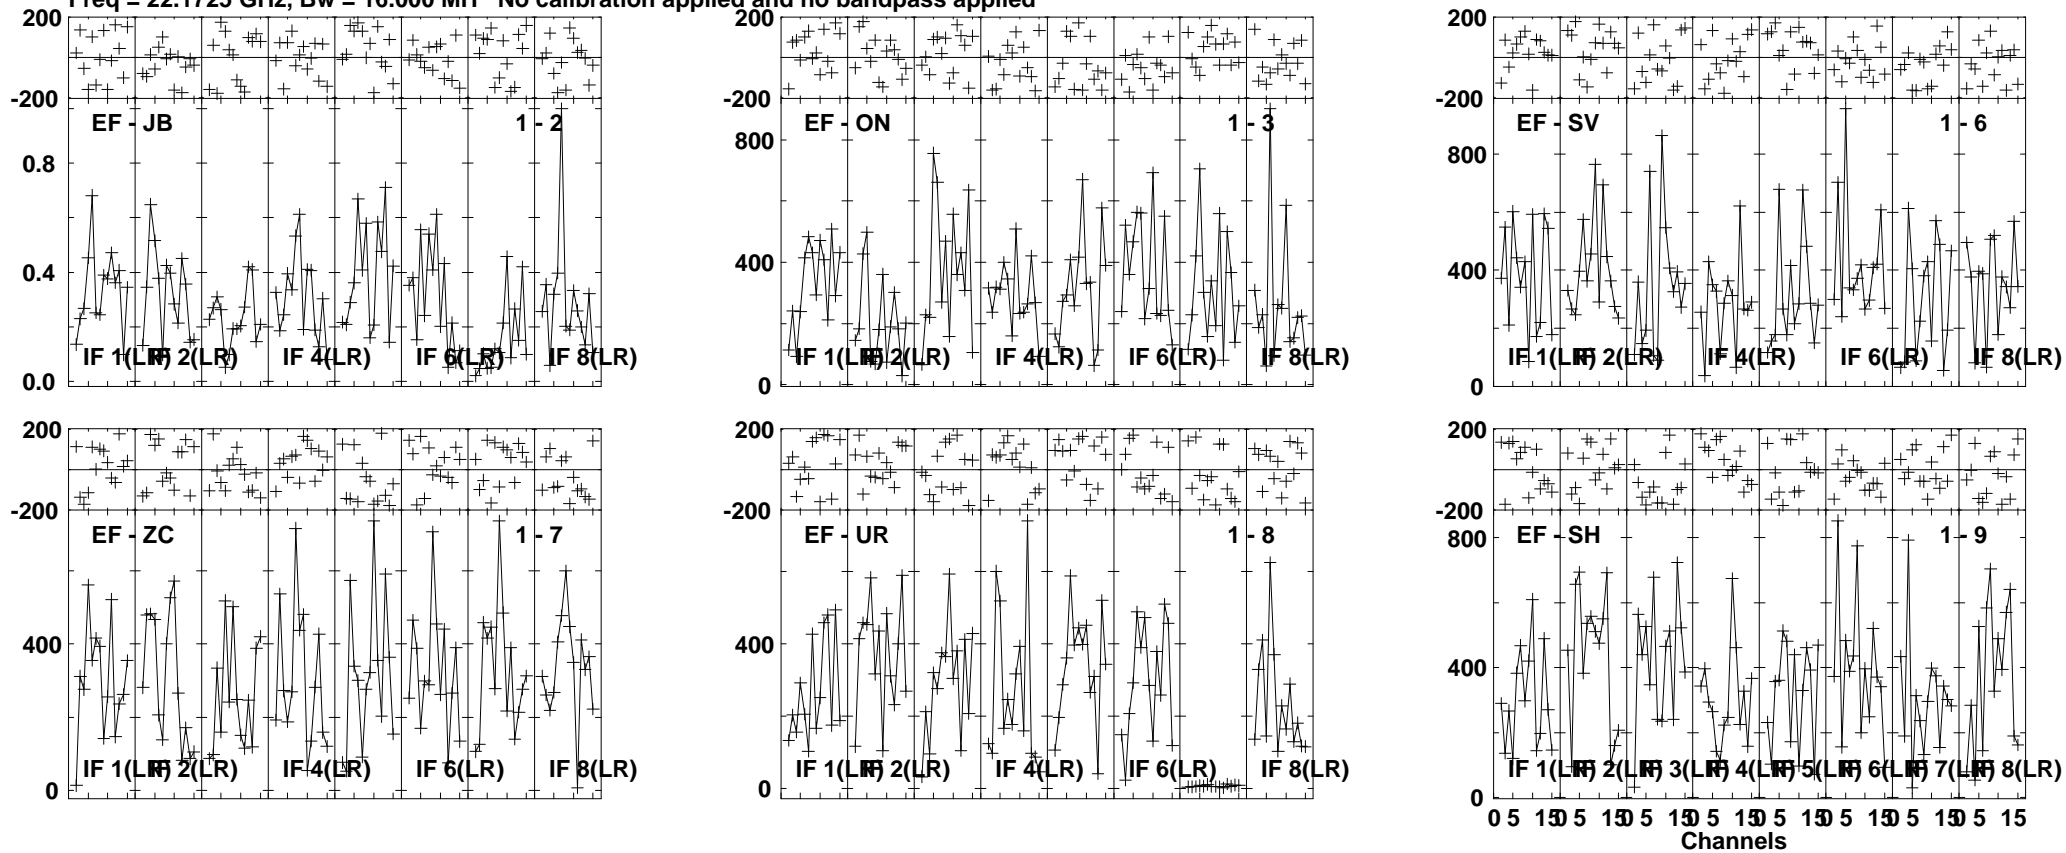 Freq = 22.1725 GHz, Bw = 16.000 MH No calibration applied and no bandpass applied
200
-200
EF - JB 1 - 2
0.8
0.4
0.0
IF 1(LR) IF 2(LR) IF 4(LR) IF 6(LR) IF 8(LR)
200
-200
EF - ON 1 - 3
800
400
0
IF 1(LR) IF 2(LR) IF 4(LR) IF 6(LR) IF 8(LR)
200
-200
EF - SV 1 - 6
800
400
0
IF 1(LR) IF 2(LR) IF 4(LR) IF 6(LR) IF 8(LR)
200
-200
EF - ZC 1 - 7
400
0
IF 1(LR) IF 2(LR) IF 4(LR) IF 6(LR) IF 8(LR)
200
-200
EF - UR 1 - 8
400
0
IF 1(LR) IF 2(LR) IF 4(LR) IF 6(LR) IF 8(LR)
200
-200
EF - SH 1 - 9
800
400
0
IF 1(LR) IF 2(LR) IF 3(LR) IF 4(LR) IF 5(LR) IF 6(LR) IF 7(LR) IF 8(LR)
0 5 15 0 5 15 0 5 15 0 5 15 0 5 15 0 5 15 0 5 15 0 5 15
Channels